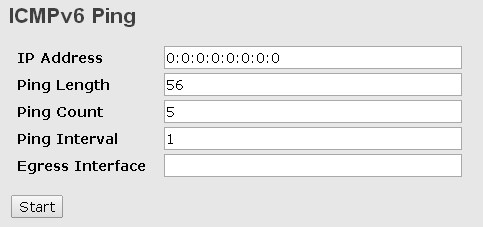 ICMPv6 Ping
IP Address 0:0:0:0:0:0:0:0
Ping Length 56
Ping Count 5
Ping Interval 1
Egress Interface
Start